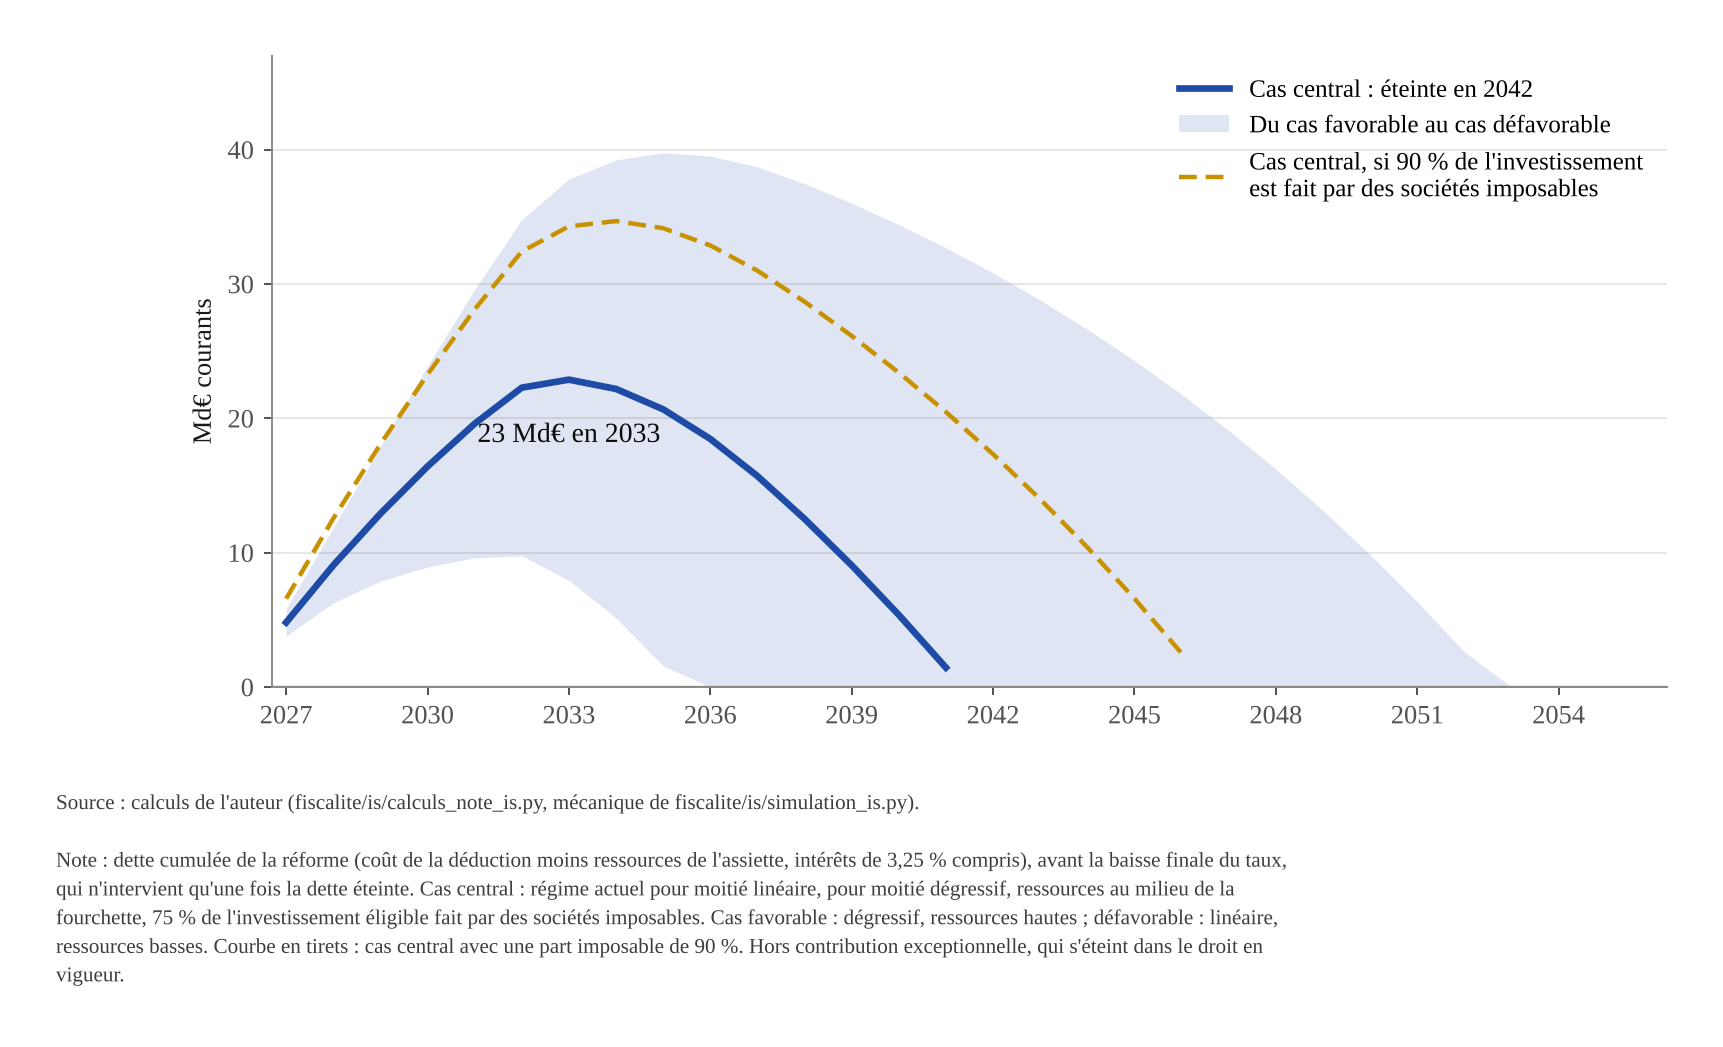 Cas central : éteinte en 2042
Du cas favorable au cas défavorable
Cas central, si 90 % de l'investissement
est fait par des sociétés imposables
Md€ courants
40
30
20
10
0
23 Md€ en 2033
2027 2030 2033 2036 2039 2042 2045 2048 2051 2054
Source : calculs de l'auteur (fiscalite/is/calculs_note_is.py, mécanique de fiscalite/is/simulation_is.py).
Note : dette cumulée de la réforme (coût de la déduction moins ressources de l'assiette, intérêts de 3,25 % compris), avant la baisse finale du taux,
qui n'intervient qu'une fois la dette éteinte. Cas central : régime actuel pour moitié linéaire, pour moitié dégressif, ressources au milieu de la
fourchette, 75 % de l'investissement éligible fait par des sociétés imposables. Cas favorable : dégressif, ressources hautes ; défavorable : linéaire,
ressources basses. Courbe en tirets : cas central avec une part imposable de 90 %. Hors contribution exceptionnelle, qui s'éteint dans le droit en
vigueur.